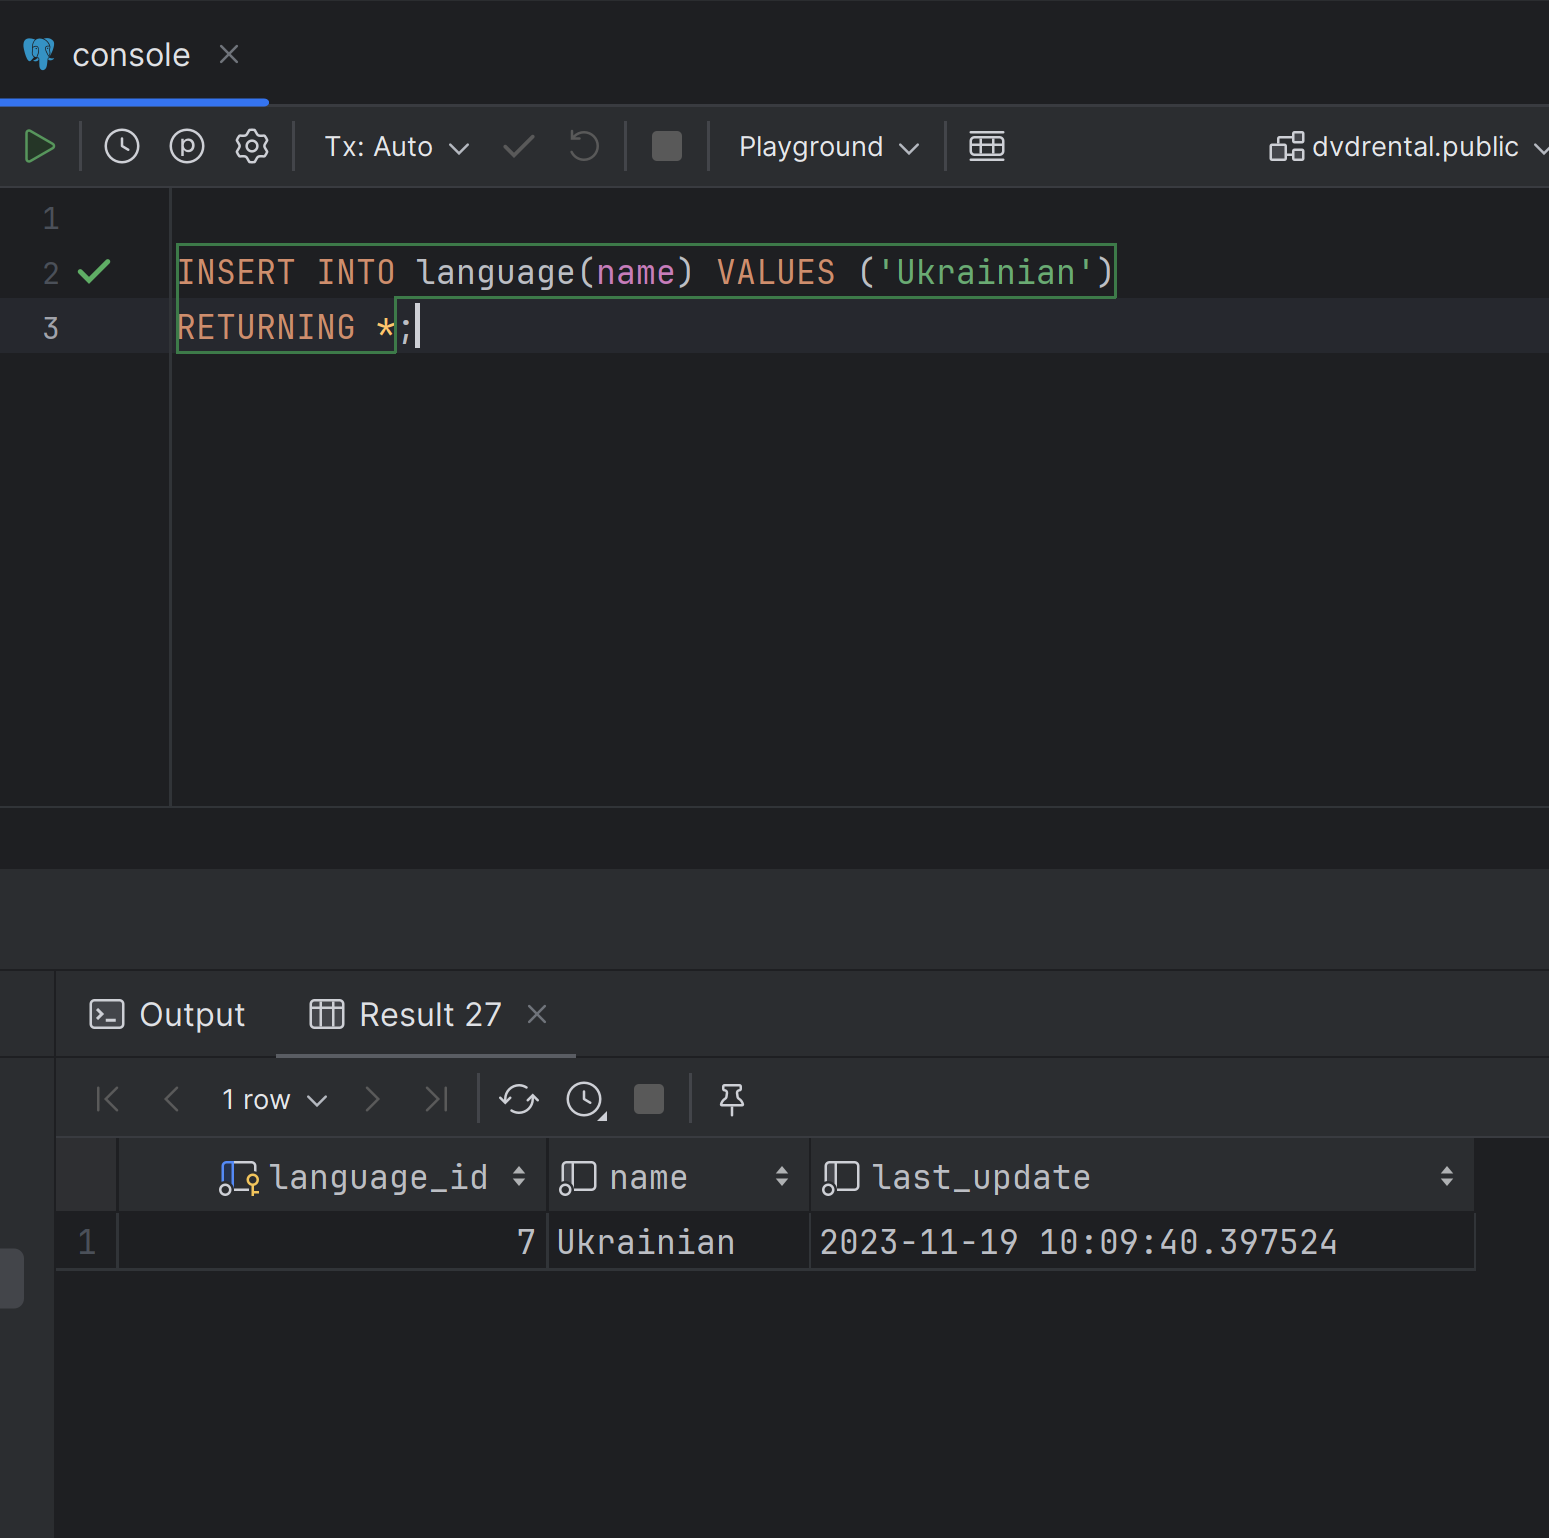 console
Tx: Auto Playground dvdrental.public
1
2 INSERT INTO language(name) VALUES ('Ukrainian')
3 RETURNING *;
Output Result 27
1 row
language_id name last_update
1 7 Ukrainian 2023-11-19 10:09:40.397524